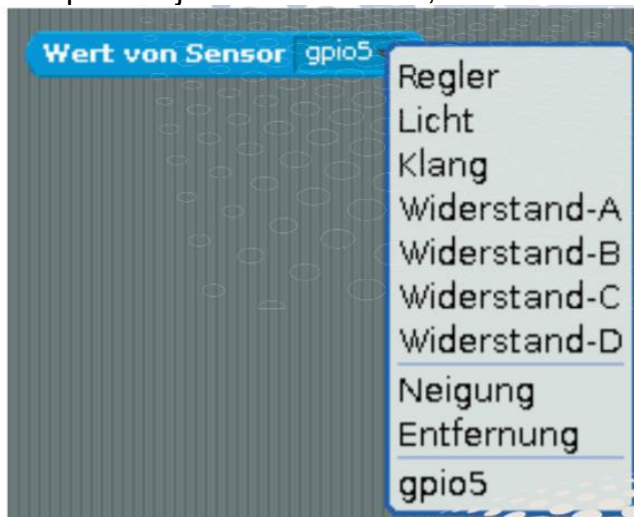 Wert von Sensor gpio5
Regler
Licht
Klang
Widerstand-A
Widerstand-B
Widerstand-C
Widerstand-D
Neigung
Entfernung
gpio5